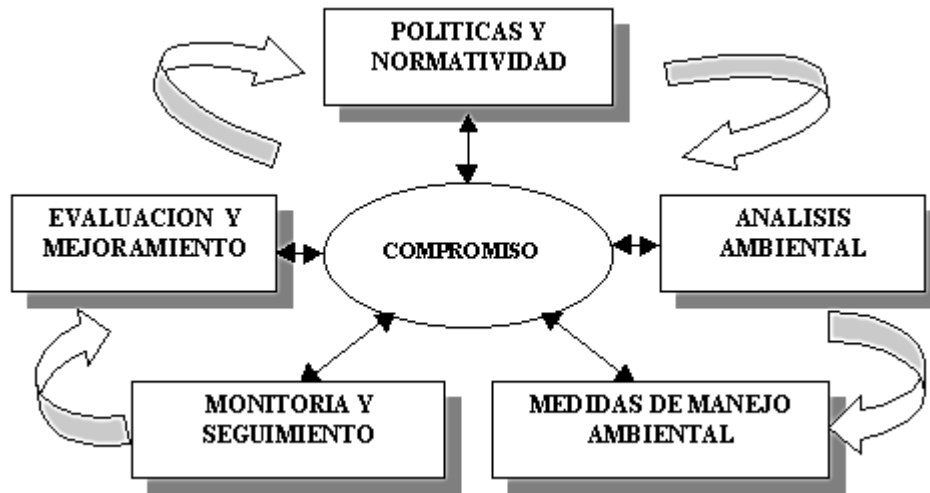 POLITICAS Y
NORMATIVIDAD
EVALUACION Y
MEJORAMIENTO
COMPROMISO
ANALISIS
AMBIENTAL
MONITORIA Y
SEGUIMIENTO
MEDIDAS DE MANEJO
AMBIENTAL